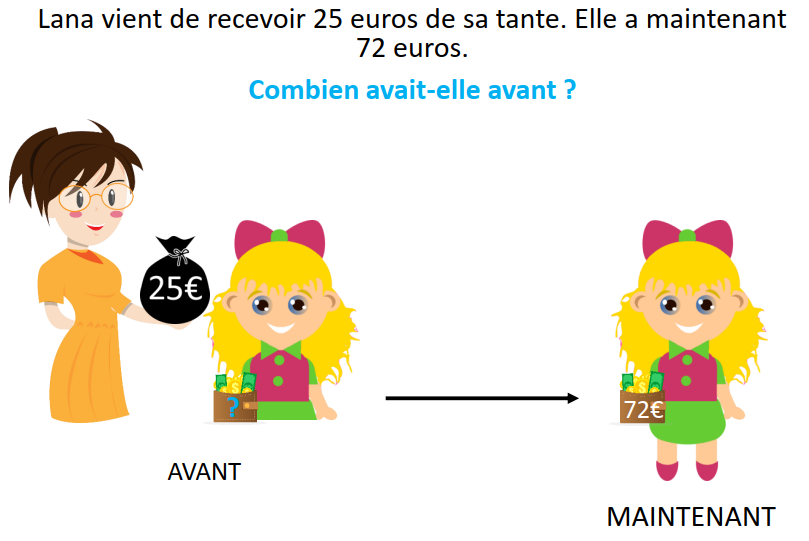 Lana vient de recevoir 25 euros de sa tante. Elle a maintenant
72 euros.
Combien avait-elle avant ?
25€
?
72€
AVANT
MAINTENANT